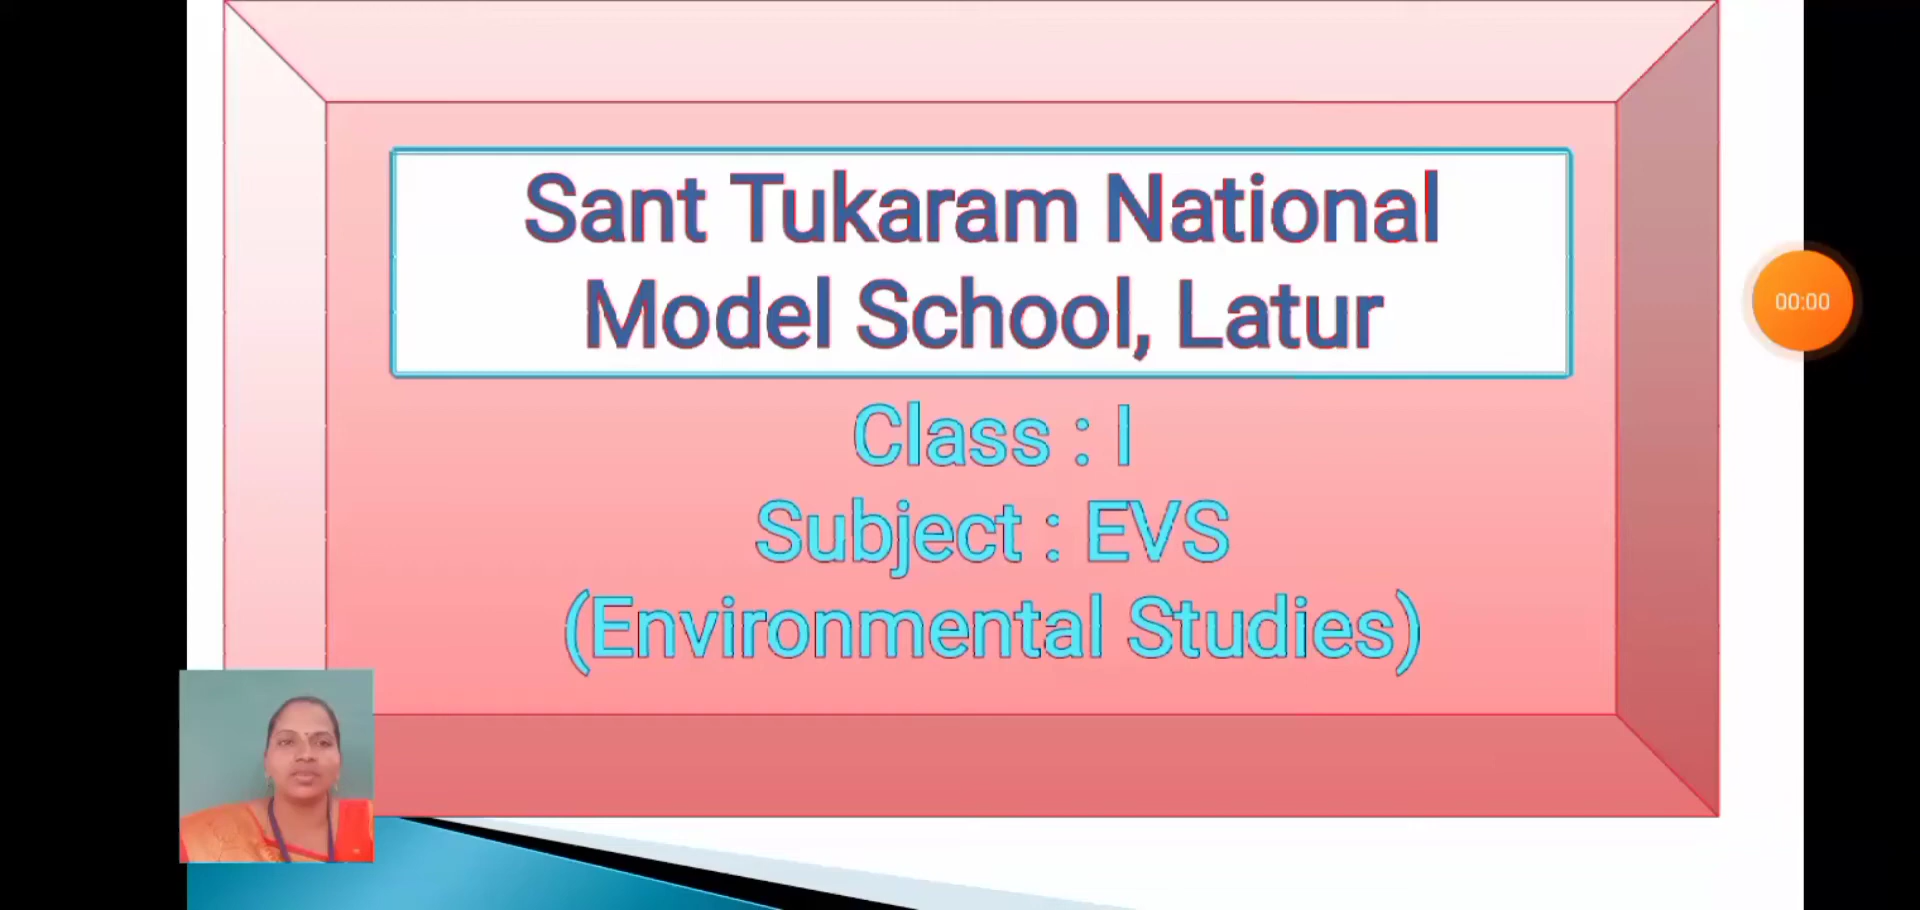 Sant Tukaram National
Model School, Latur
Class : I
Subject : EVS
(Environmental Studies)
00:00